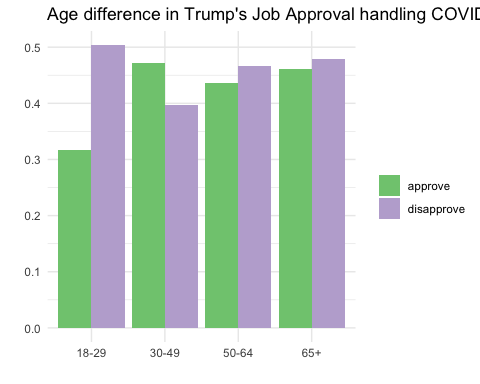 Age difference in Trump's Job Approval handling COVID
0.5
0.4
0.3
0.2
0.1
0.0
18-29 30-49 50-64 65+
approve
disapprove